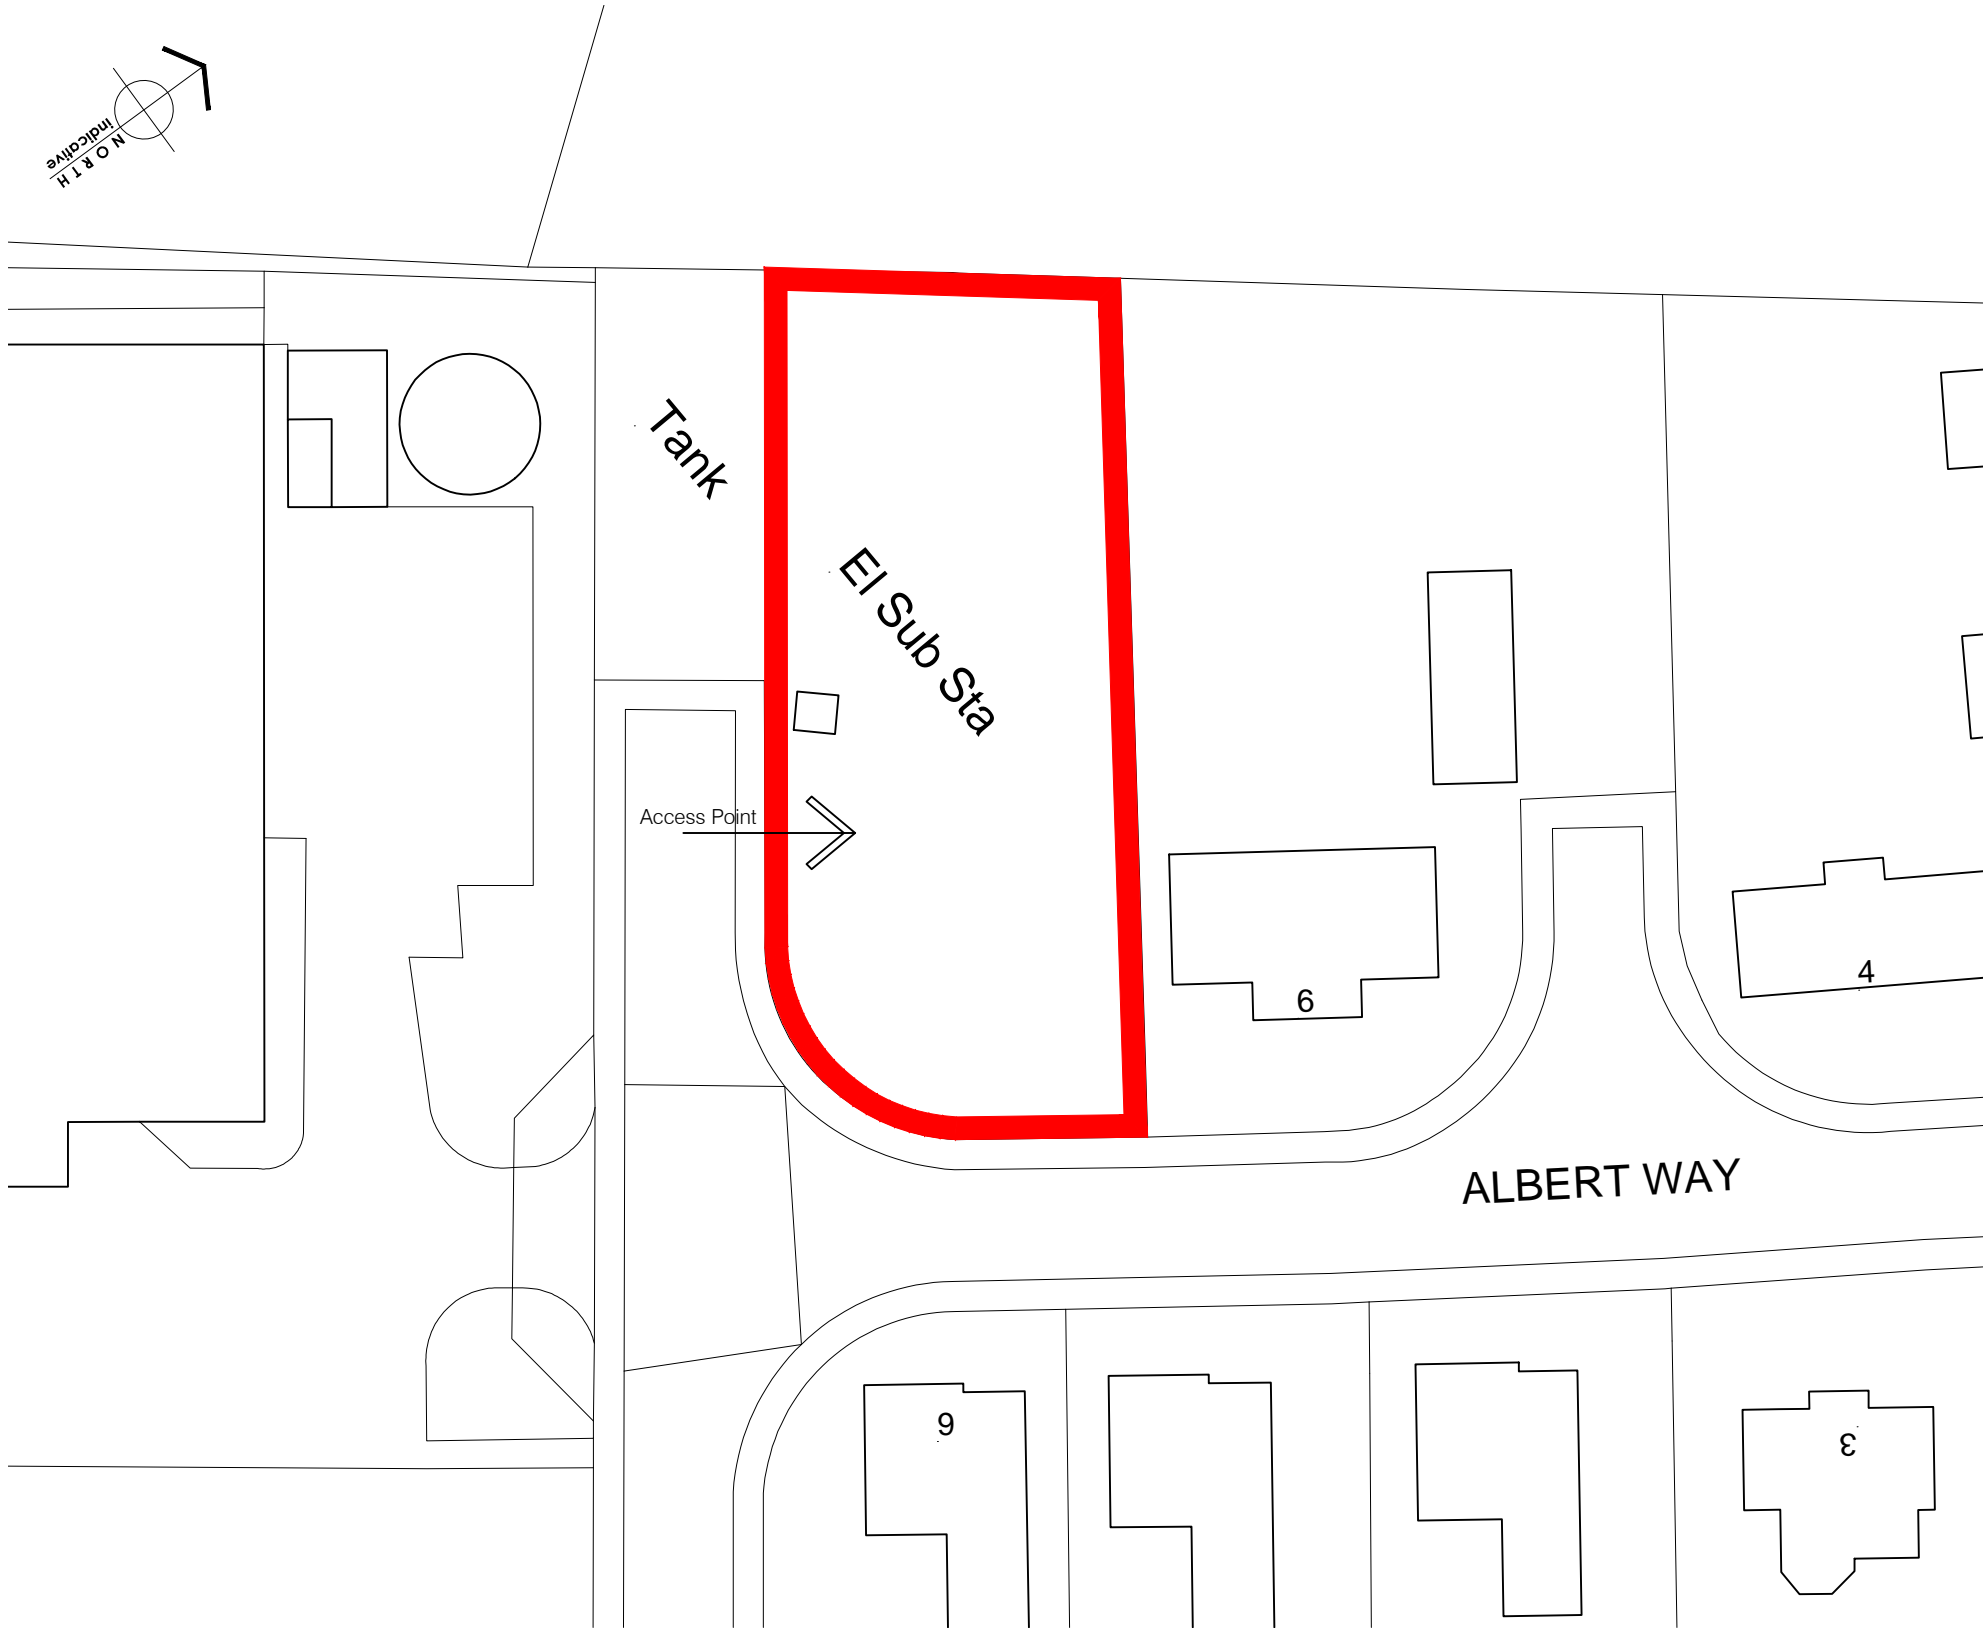 indicative
NORTH
Tank
El Sub Sta
Access Point
6
4
ALBERT WAY
9
3